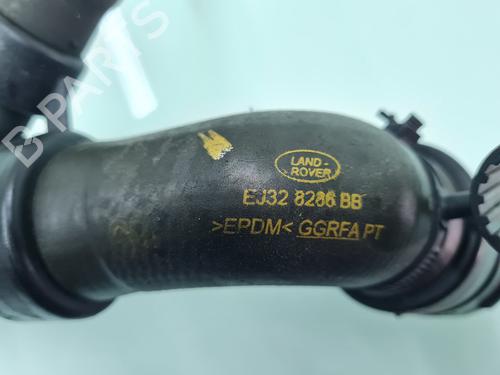 B PARTS
LAND-
ROVER
EJ32 8286 BB
>EPDM< GGRFA PT